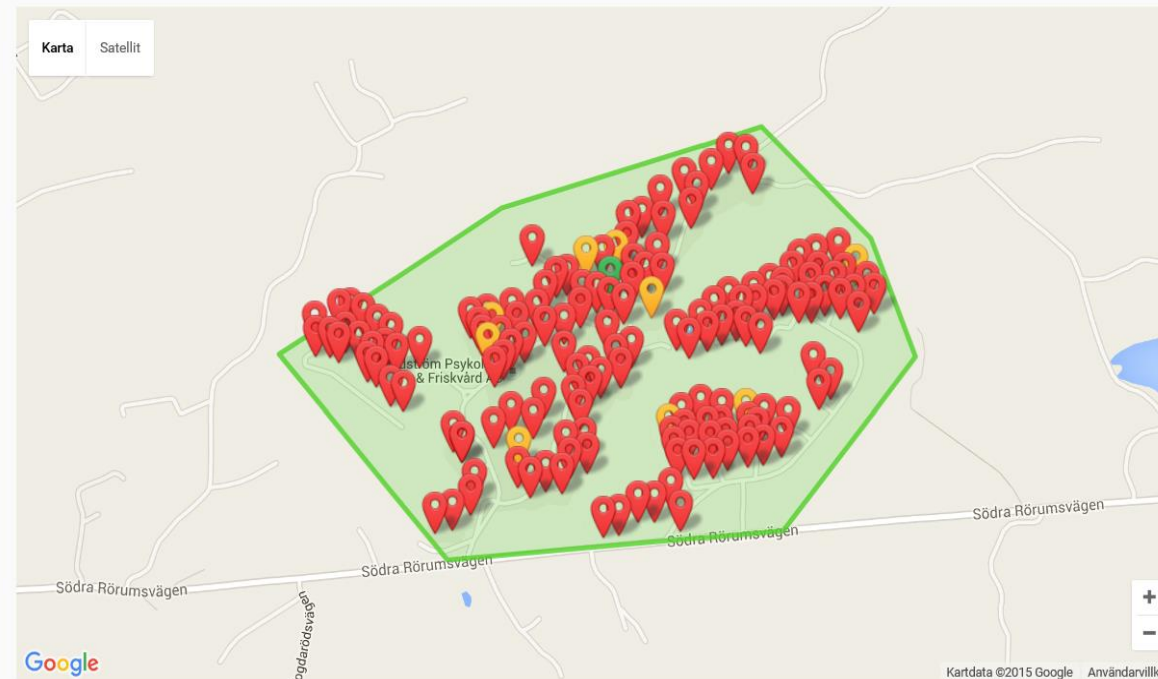 Karta Satellit
& Friskvård
Södra Rörumsvägen
Södra Rörumsvägen
Södra Rörumsvägen
Södra Rörumsvägen
Google
Kartdata ©2015 Google